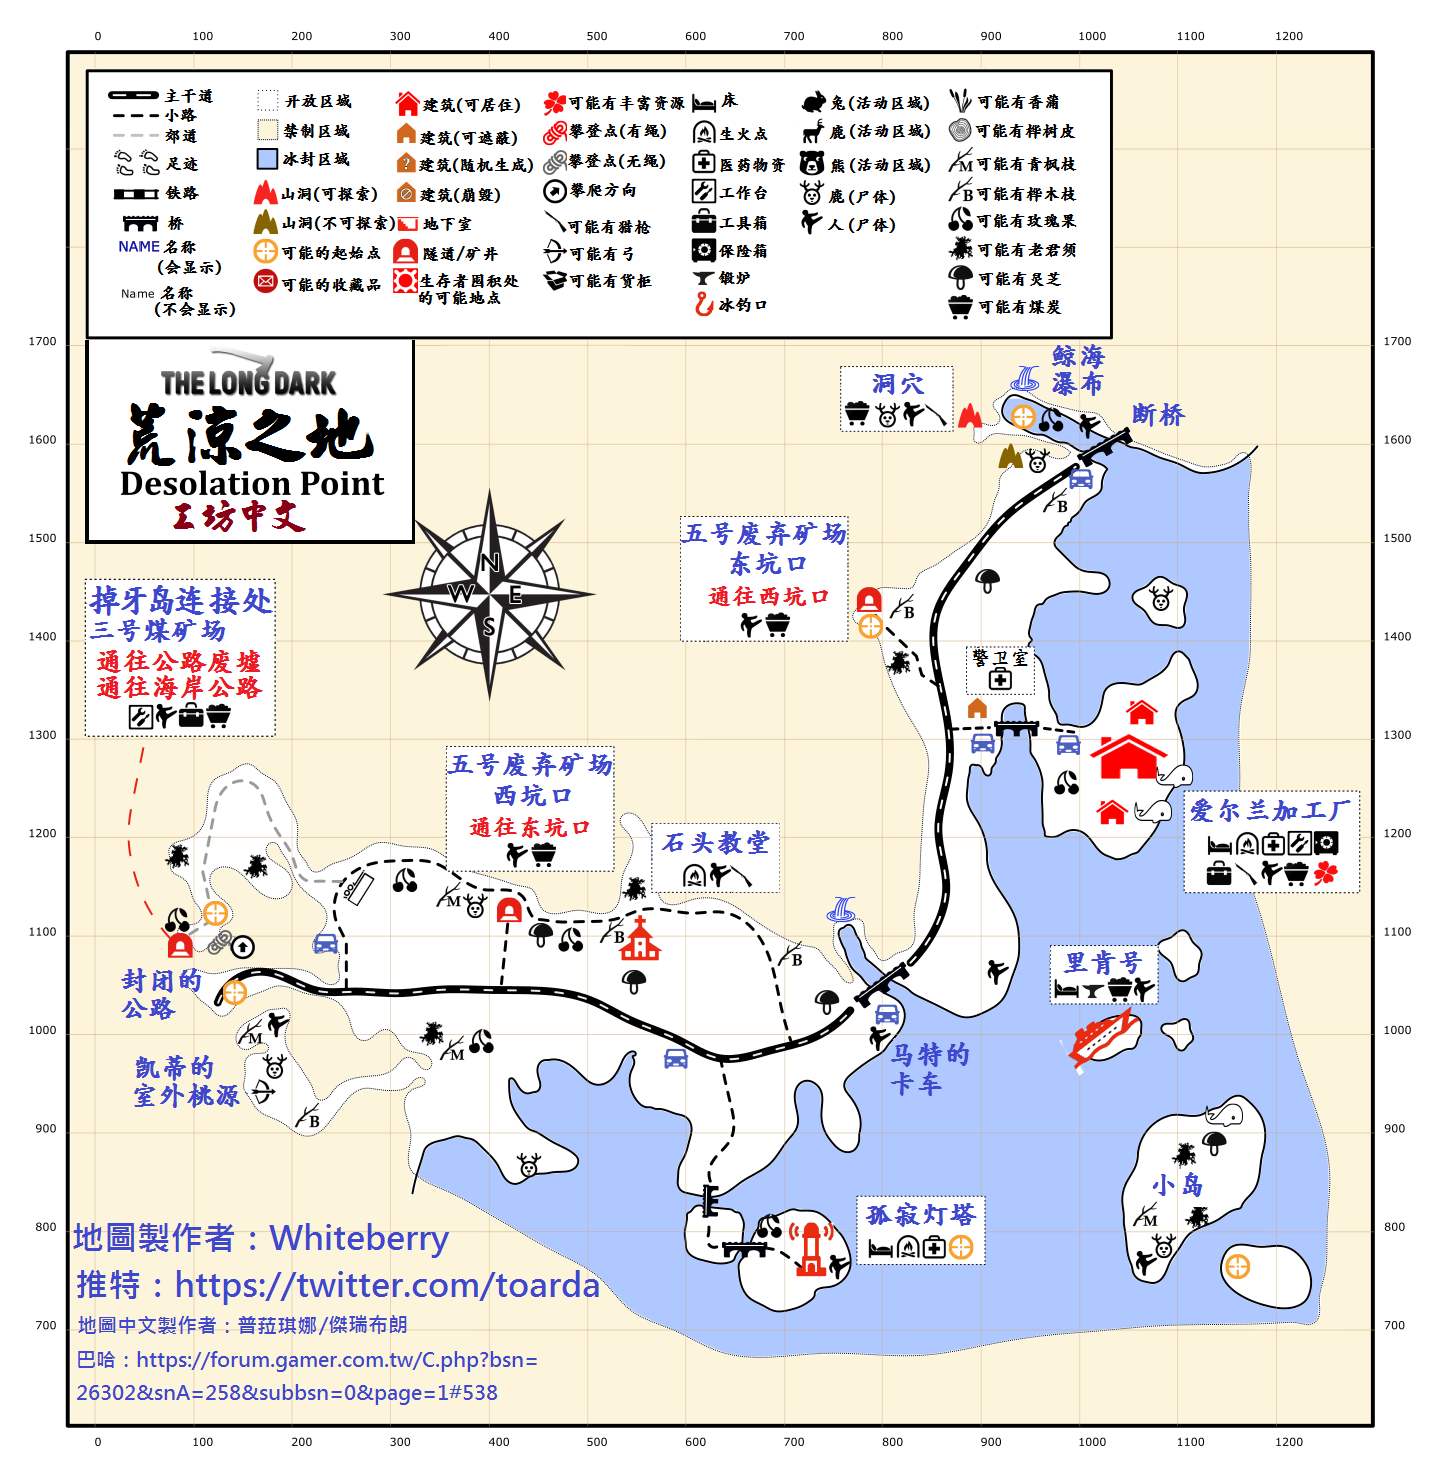 0 100 200 300 400 500 600 700 800 900 1000 1100 1200
主干道
小路
郊道
足迹
铁路
桥
NAME 名称
(会显示)
Name 名称
(不会显示)
开放区域
禁制区域
冰封区域
山洞(可探索)
山洞(不可探索)
可能的起始点
可能的收藏品
建筑(可居住)
建筑(可遮蔽)
建筑(随机生成)
建筑(崩毁)
地下室
隧道/矿井
生存者囤积处
的可能地点
可能有丰富资源
攀登点(有绳)
攀登点(无绳)
攀爬方向
可能有猎枪
可能有弓
可能有货柜
床
生火点
医药物资
工作台
工具箱
保险箱
锻炉
冰钓口
兔(活动区域)
鹿(活动区域)
熊(活动区域)
鹿(尸体)
人(尸体)
可能有香蒲
可能有桦树皮
可能有青枫枝
可能有桦木枝
可能有玫瑰果
可能有老君须
可能有灵芝
可能有煤炭
M
B
?
1700
1600
1500
1400
1300
1200
1100
1000
900
800
700
1700
1600
1500
1400
1300
1200
1100
1000
900
800
700
THE LONG DARK
荒凉之地
Desolation Point
工坊中文
N
W E
S
鲸海
瀑布
洞穴
断桥
B
五号废弃矿场
东坑口
通往西坑口
B
掉牙岛连接处
三号煤矿场
通往公路废墟
通往海岸公路
警卫室
五号废弃矿场
西坑口
通往东坑口
石头教堂
爱尔兰加工厂
M
B
B
里肯号
封闭的
公路
M
M
马特的
卡车
凯蒂的
室外桃源
B
小岛
M
孤寂灯塔
地圖製作者：Whiteberry
推特：https://twitter.com/toarda
地圖中文製作者：普菈琪娜/傑瑞布朗
巴哈：https://forum.gamer.com.tw/C.php?bsn=
26302&snA=258&subbsn=0&page=1#538
0 100 200 300 400 500 600 700 800 900 1000 1100 1200